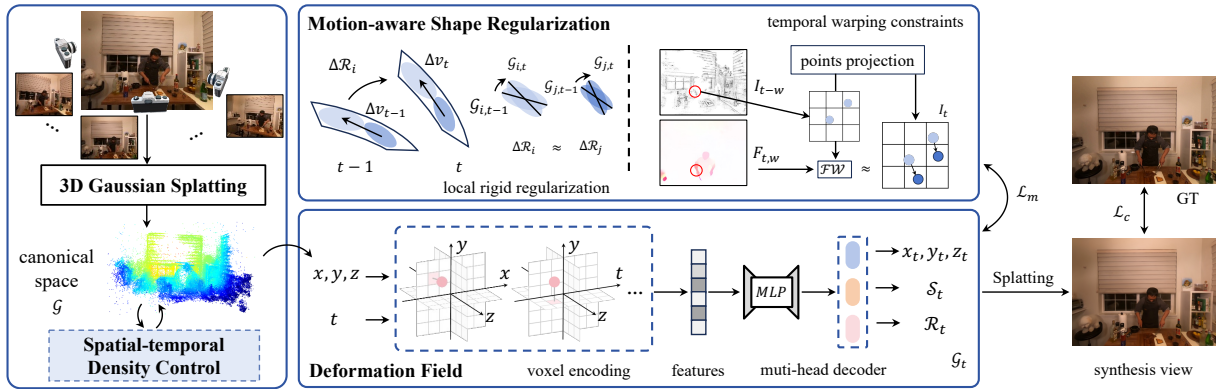 3D Gaussian Splatting
canonical
space
𝒢
Spatial-temporal
Density Control
Motion-aware Shape Regularization
temporal warping constraints
Δℛ_i
Δv_t
Δv_{t−1}
t − 1
t
𝒢_{i,t}
𝒢_{i,t−1}
𝒢_{j,t}
𝒢_{j,t−1}
Δℛ_i ≈ Δℛ_j
local rigid regularization
points projection
I_{t−w}
I_t
F_{t,w}
ℱ𝒲
≈
ℒ_m
x, y, z
t
y
x
z
y
t
z
...
MLP
x_t, y_t, z_t
𝒮_t
ℛ_t
𝒢_t
Deformation Field
voxel encoding
features
muti-head decoder
Splatting
GT
ℒ_c
synthesis view